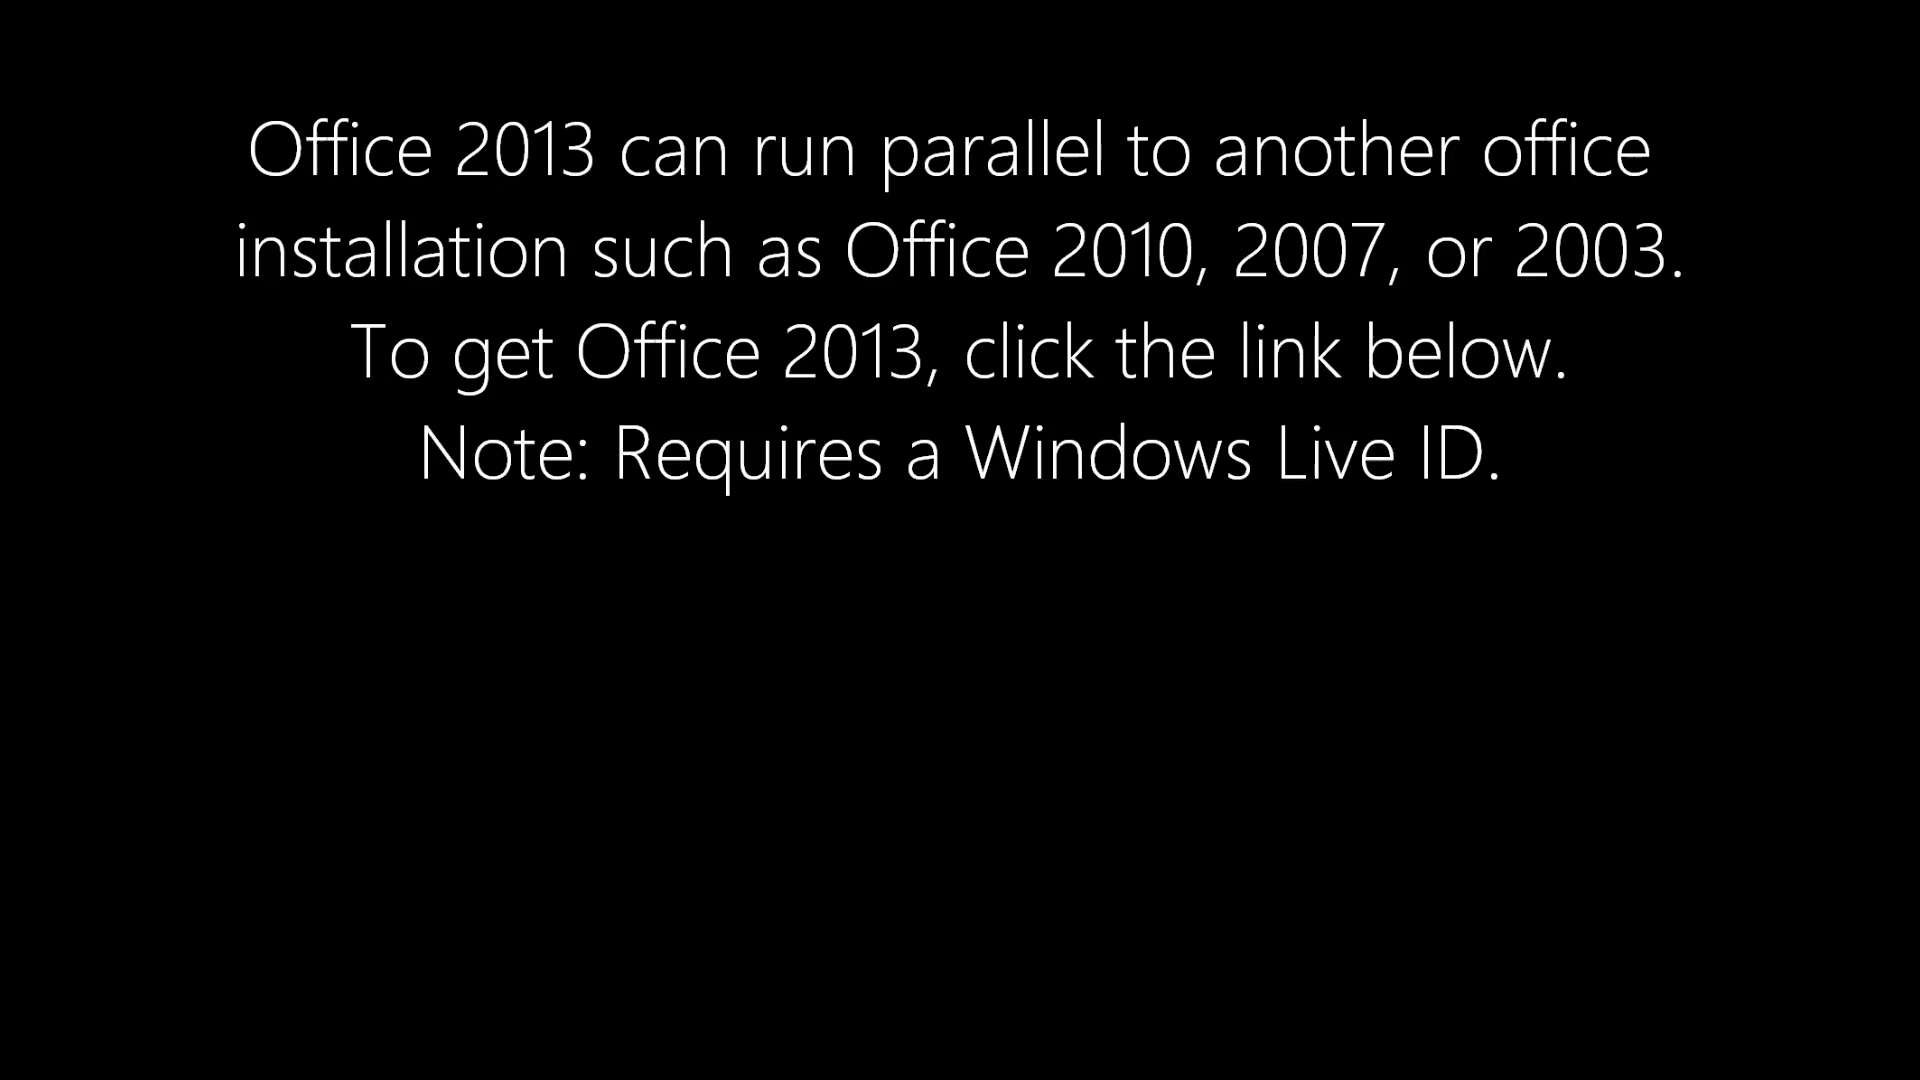 Office 2013 can run parallel to another office
installation such as Office 2010, 2007, or 2003.
To get Office 2013, click the link below.
Note: Requires a Windows Live ID.